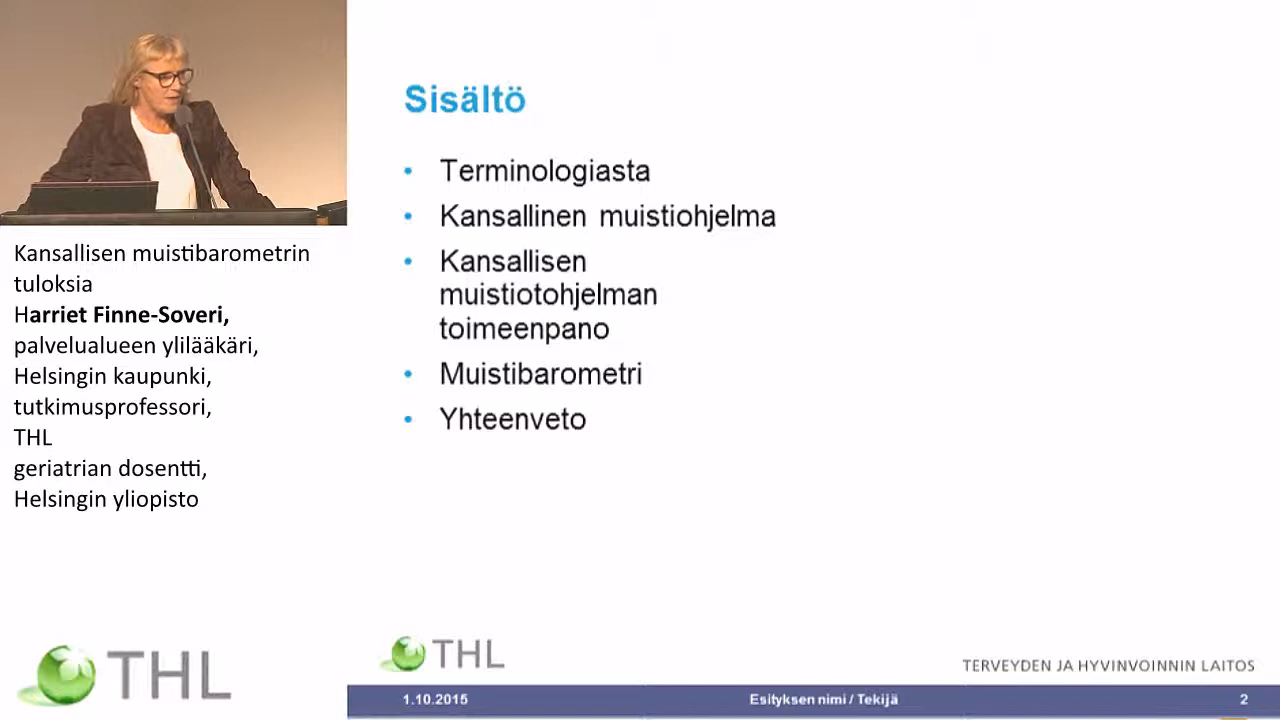 Kansallisen muistibarometrin
tuloksia
Harriet Finne-Soveri,
palvelualueen ylilääkäri,
Helsingin kaupunki,
tutkimusprofessori,
THL
geriatrian dosentti,
Helsingin yliopisto
THL
Sisältö
• Terminologiasta
• Kansallinen muistiohjelma
• Kansallisen
muistiotohjelman
toimeenpano
• Muistibarometri
• Yhteenveto
THL
TERVEYDEN JA HYVINVOINNIN LAITOS
1.10.2015
Esityksen nimi / Tekijä
2